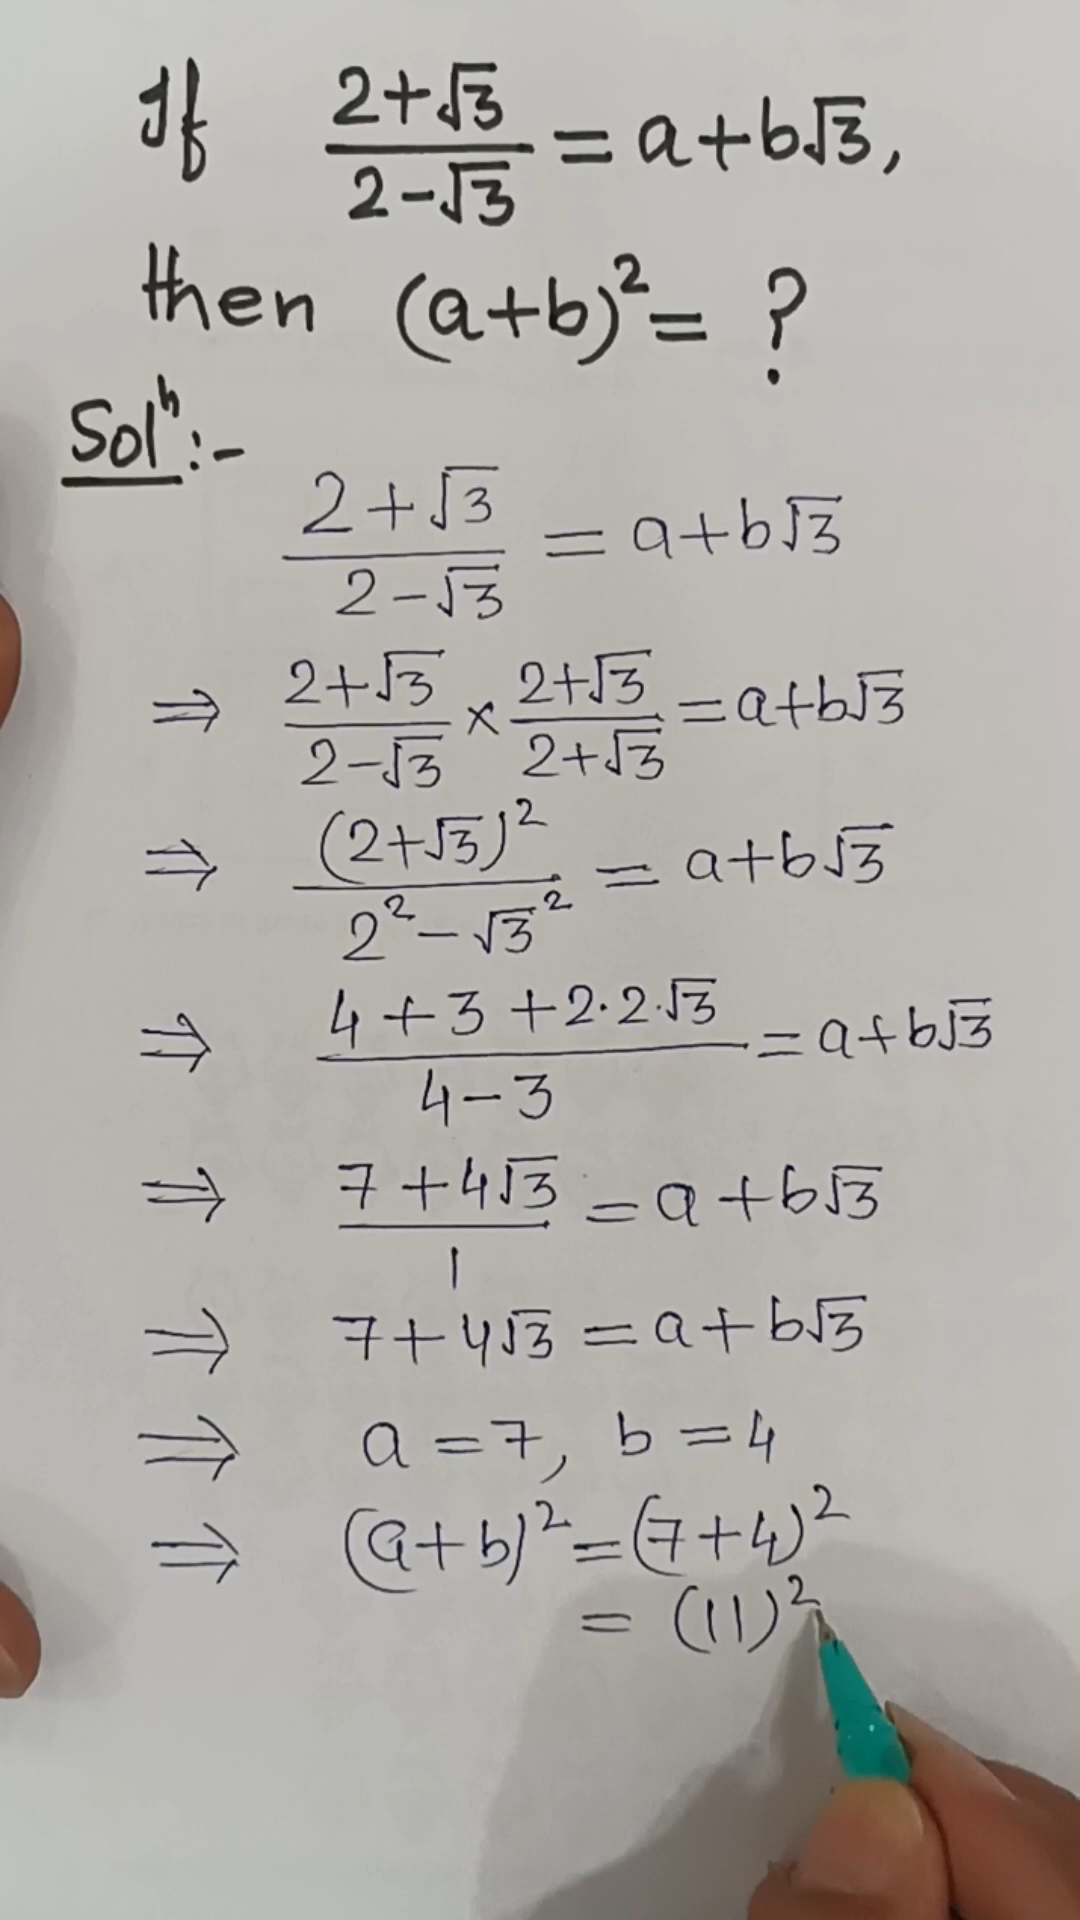 If (2+√3)/(2-√3) = a+b√3,
then (a+b)² = ?
Solⁿ:-
(2+√3)/(2-√3) = a+b√3
⇒ (2+√3)/(2-√3) × (2+√3)/(2+√3) = a+b√3
⇒ (2+√3)²/(2²-√3²) = a+b√3
⇒ (4+3+2·2·√3)/(4-3) = a+b√3
⇒ (7+4√3)/1 = a+b√3
⇒ 7+4√3 = a+b√3
⇒ a=7, b=4
⇒ (a+b)² = (7+4)²
= (11)²